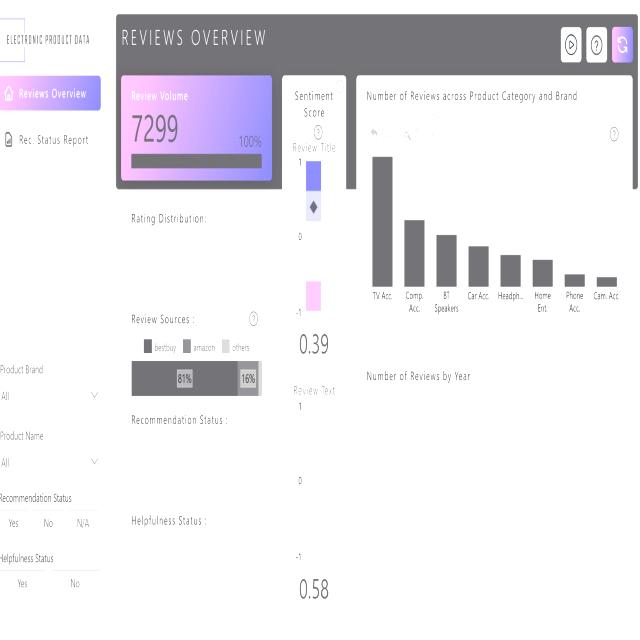 ELECTRONIC PRODUCT DATA
Reviews Overview
Rec. Status Report
Product Brand
All
Product Name
All
Recommendation Status
Yes No N/A
Helpfulness Status
Yes No
REVIEWS OVERVIEW
?
Review Volume
7299
100%
Rating Distribution:
Review Sources :
?
bestbuy amazon others
81% 16%
Recommendation Status :
Helpfulness Status :
Sentiment
Score
?
Review Title
1
0
-1
0.39
Review Text
1
0
-1
0.58
Number of Reviews across Product Category and Brand
?
TV Acc.
Comp.
Acc.
BT
Speakers
Car Acc.
Headph...
Home
Ent.
Phone
Acc.
Cam. Acc
Number of Reviews by Year